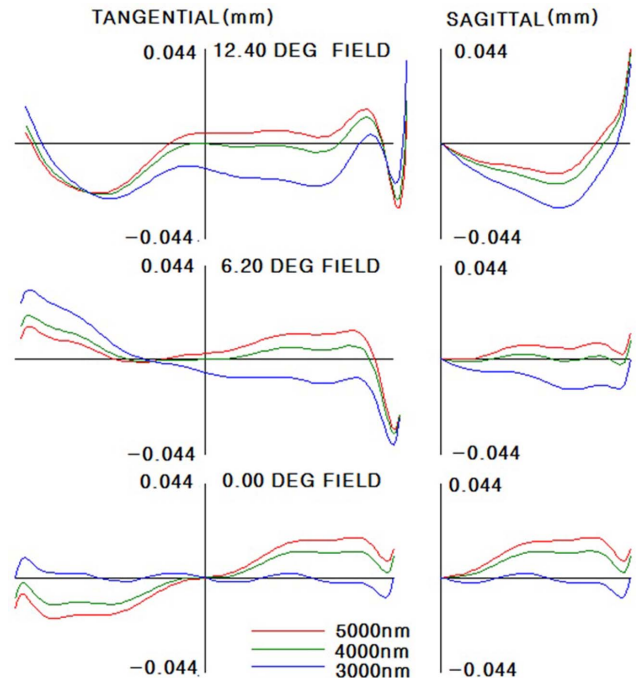 TANGENTIAL(mm) SAGITTAL(mm)
0.044 12.40 DEG FIELD 0.044
−0.044 −0.044
0.044 6.20 DEG FIELD 0.044
−0.044 −0.044
0.044 0.00 DEG FIELD 0.044
5000nm
4000nm
−0.044 3000nm −0.044